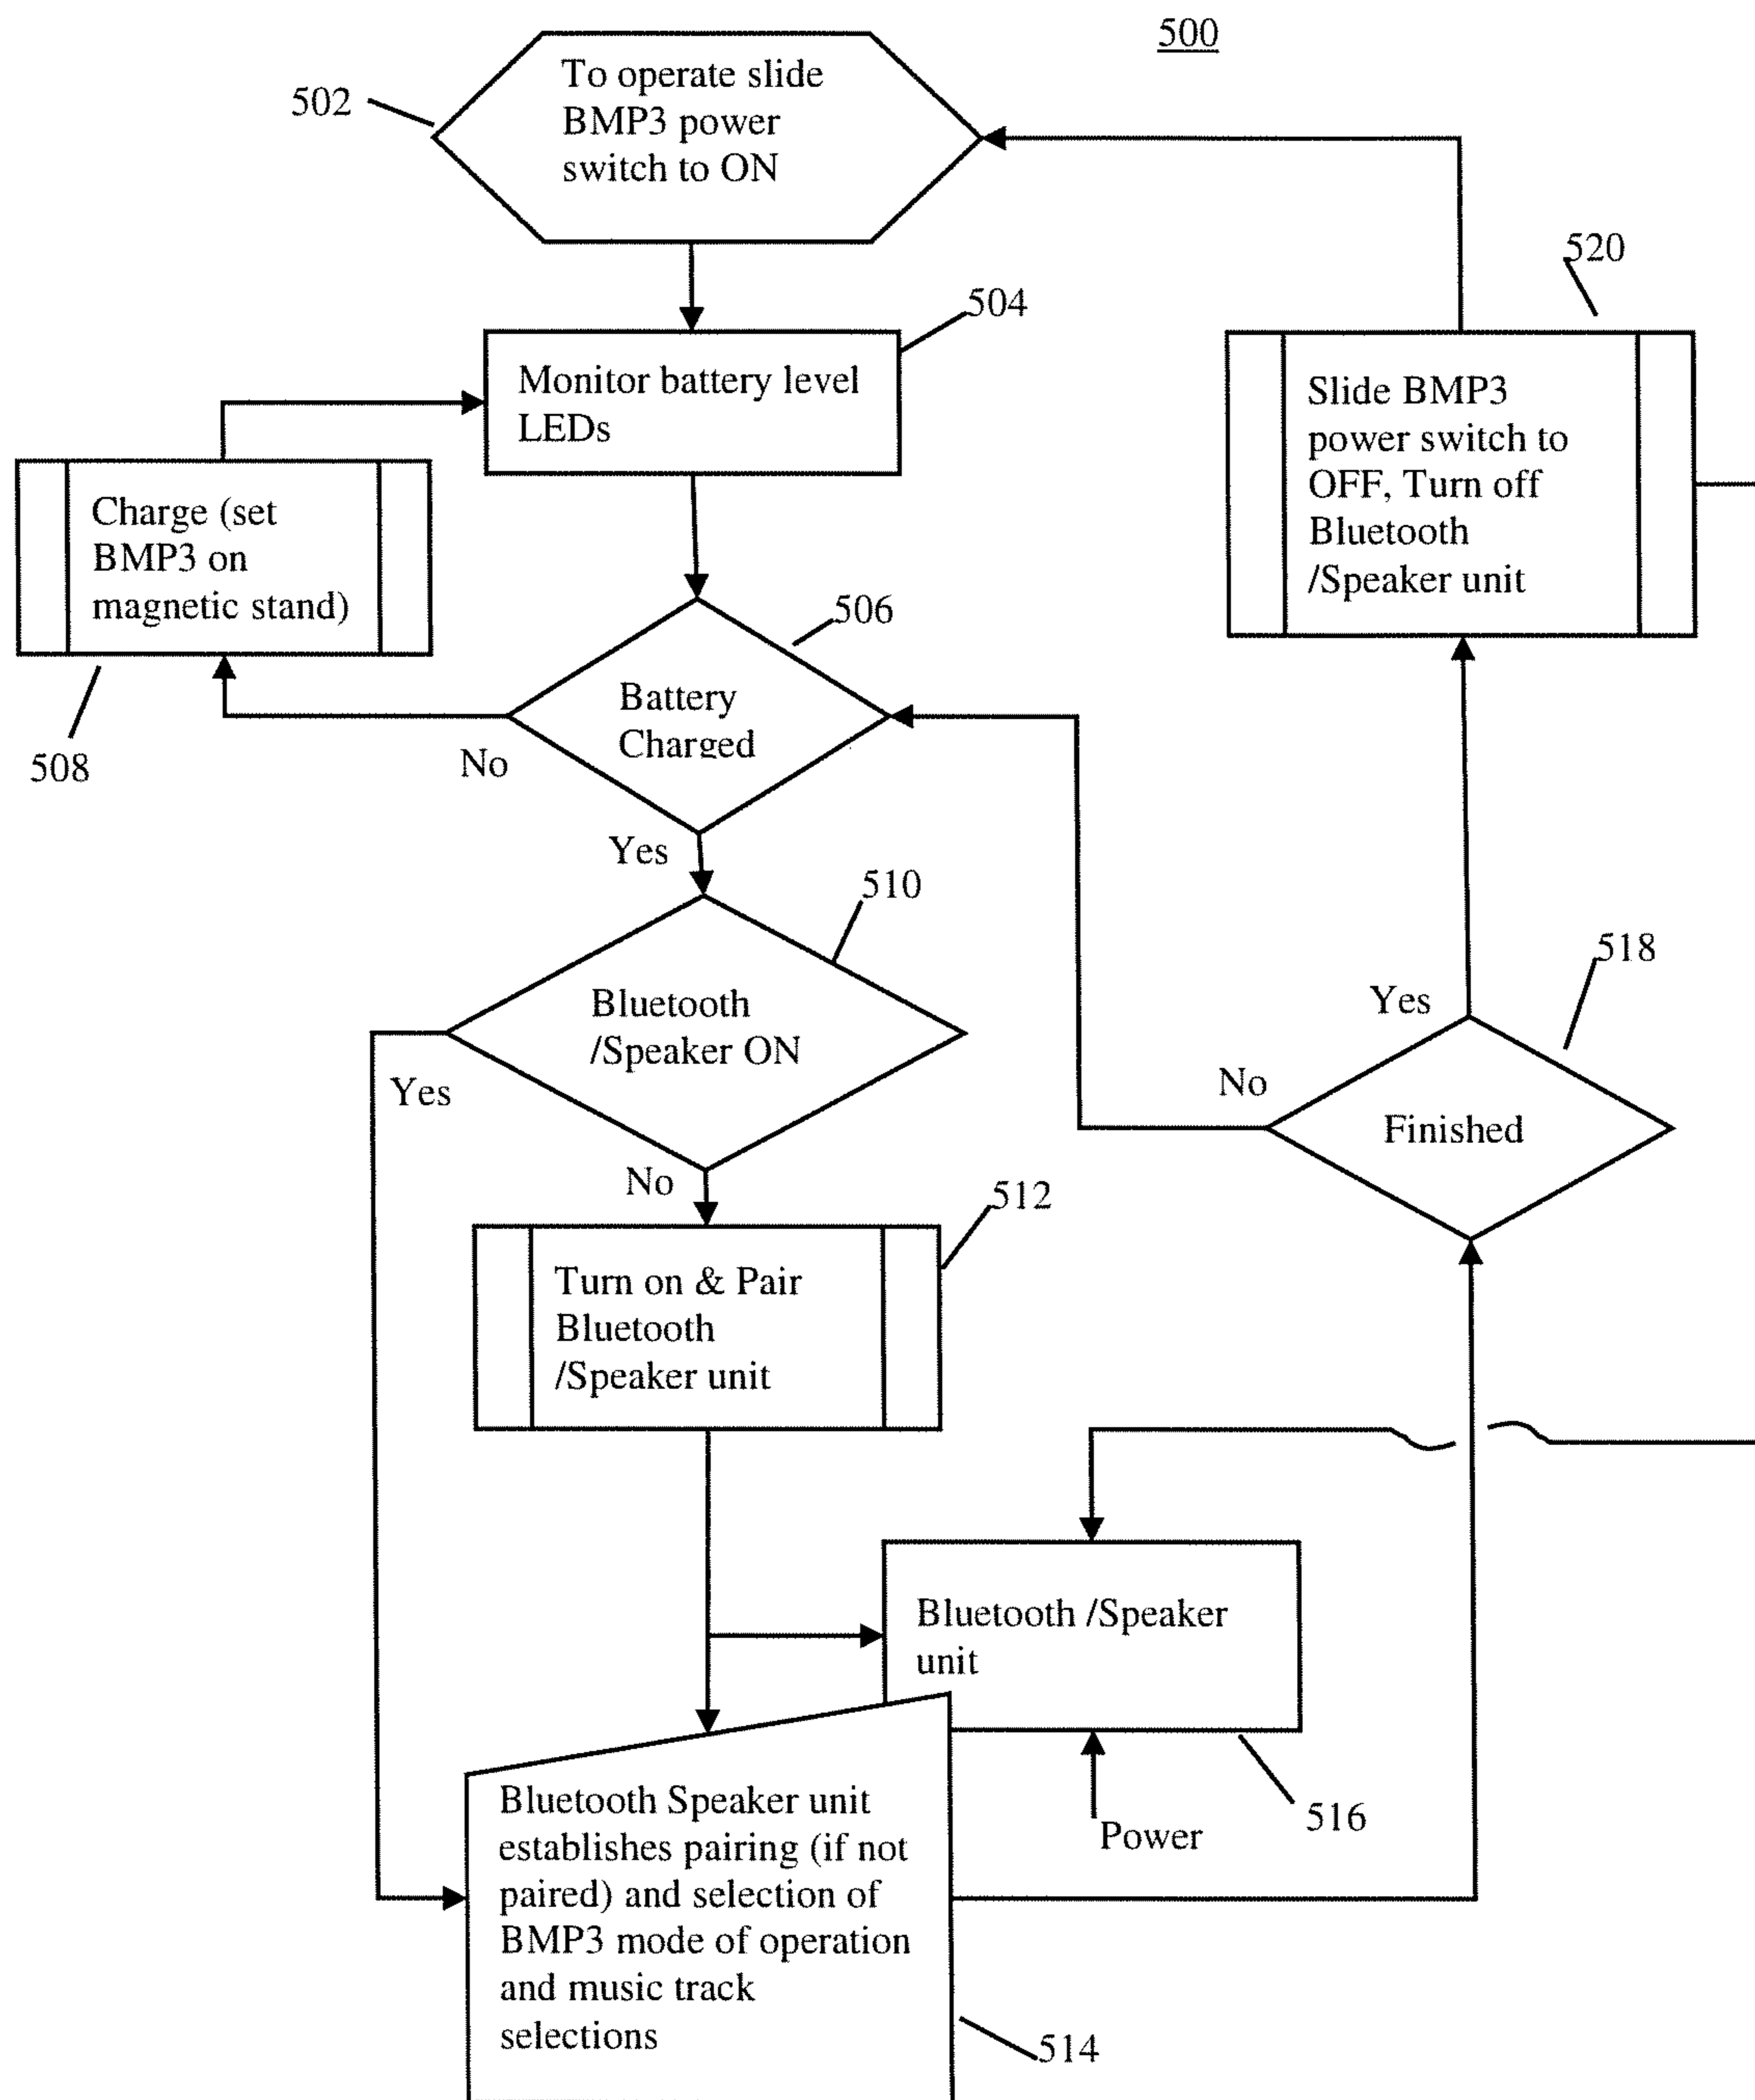 500
502
To operate slide
BMP3 power
switch to ON
520
504
Monitor battery level
LEDs
Slide BMP3
power switch to
OFF, Turn off
Bluetooth
/Speaker unit
Charge (set
BMP3 on
magnetic stand)
508
506
Battery
Charged
No
Yes
510
Bluetooth
/Speaker ON
Yes
No
518
Yes
No
Finished
512
Turn on & Pair
Bluetooth
/Speaker unit
Bluetooth /Speaker
unit
516
Power
Bluetooth Speaker unit
establishes pairing (if not
paired) and selection of
BMP3 mode of operation
and music track
selections
514